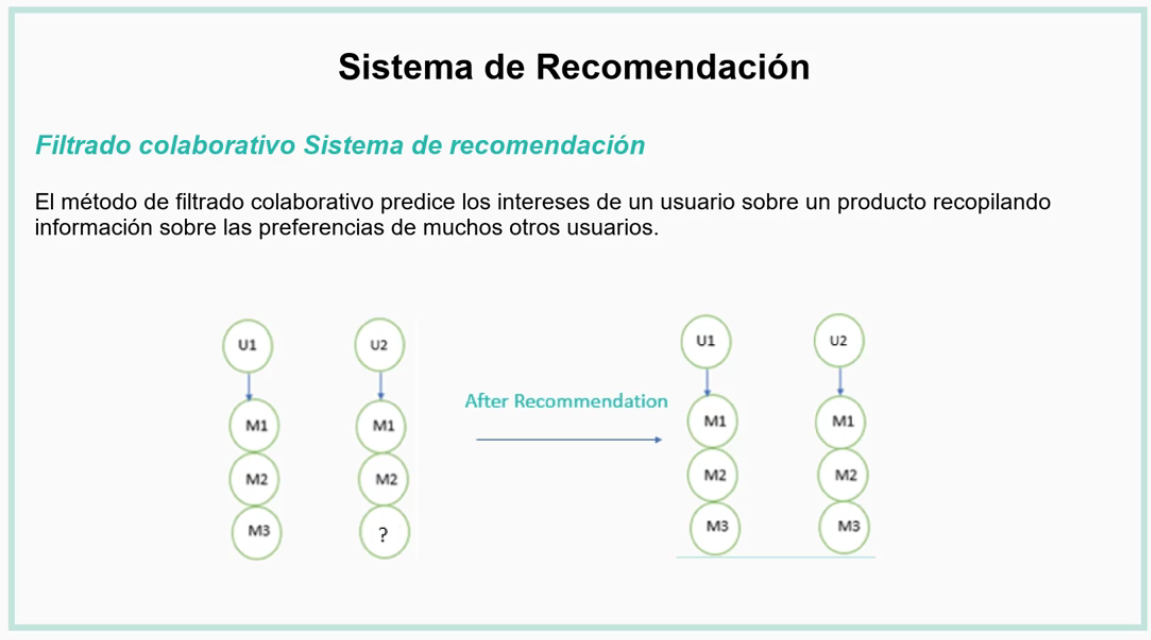 Sistema de Recomendación
Filtrado colaborativo Sistema de recomendación
El método de filtrado colaborativo predice los intereses de un usuario sobre un producto recopilando
información sobre las preferencias de muchos otros usuarios.
U1
M1
M2
M3
U2
M1
M2
?
After Recommendation
U1
M1
M2
M3
U2
M1
M2
M3